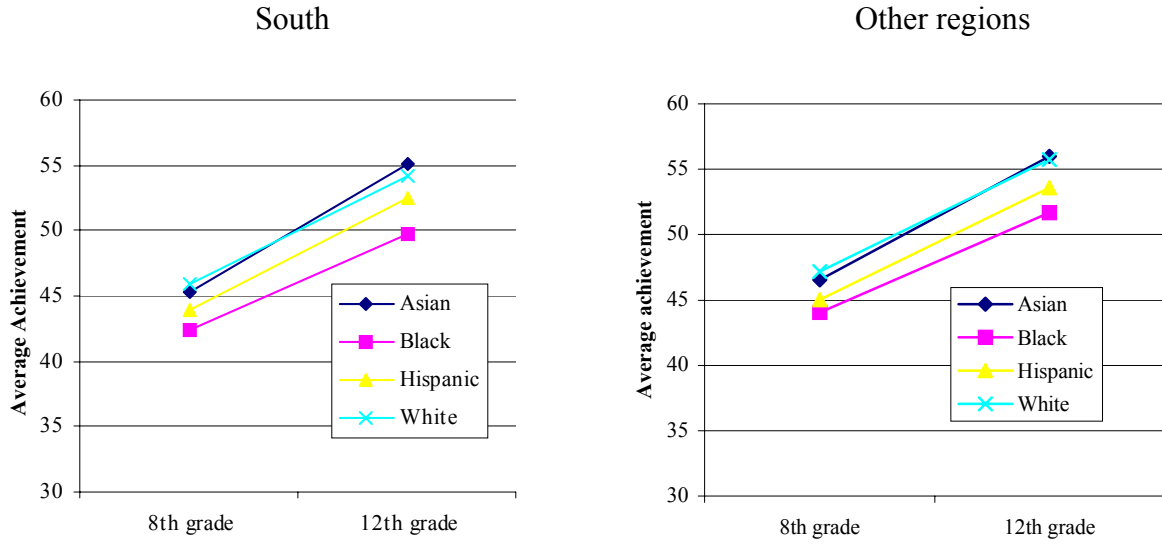 South
Other regions
Average Achievement
60
55
50
45
40
35
30
8th grade
12th grade
Asian
Black
Hispanic
White
Average achievement
60
55
50
45
40
35
30
8th grade
12th grade
Asian
Black
Hispanic
White